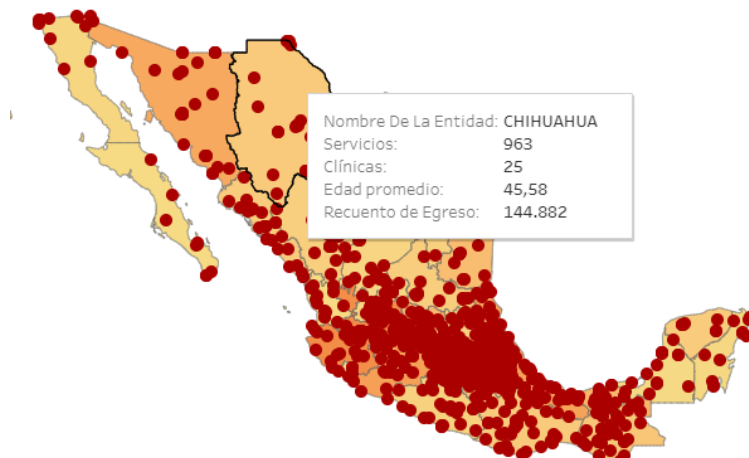 Nombre De La Entidad: CHIHUAHUA
Servicios: 963
Clínicas: 25
Edad promedio: 45,58
Recuento de Egreso: 144.882